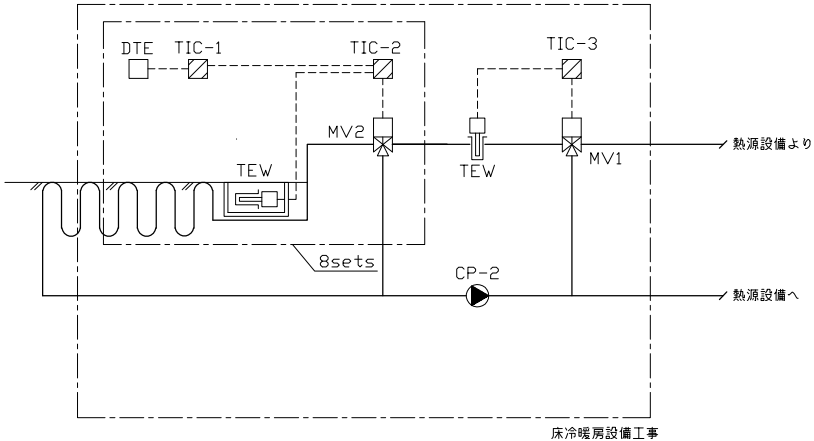 DTE
TIC-1
TIC-2
TIC-3
MV2
TEW
MV1
熱源設備より
TEW
8sets
CP-2
熱源設備へ
床冷暖房設備工事